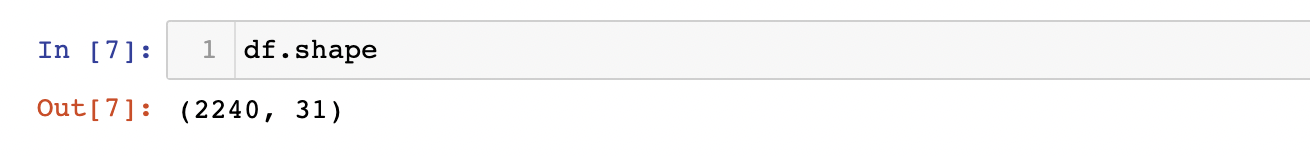 In [7]: 1 df.shape
Out[7]: (2240, 31)